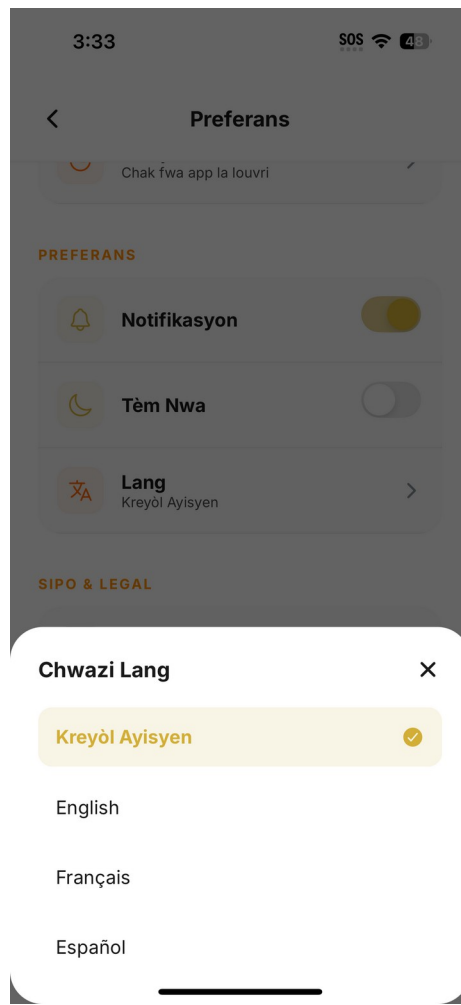 3:33
SOS
48
Preferans
Chak fwa app la louvri
PREFERANS
Notifikasyon
Tèm Nwa
Lang
Kreyòl Ayisyen
SIPO & LEGAL
Chwazi Lang
Kreyòl Ayisyen
English
Français
Español